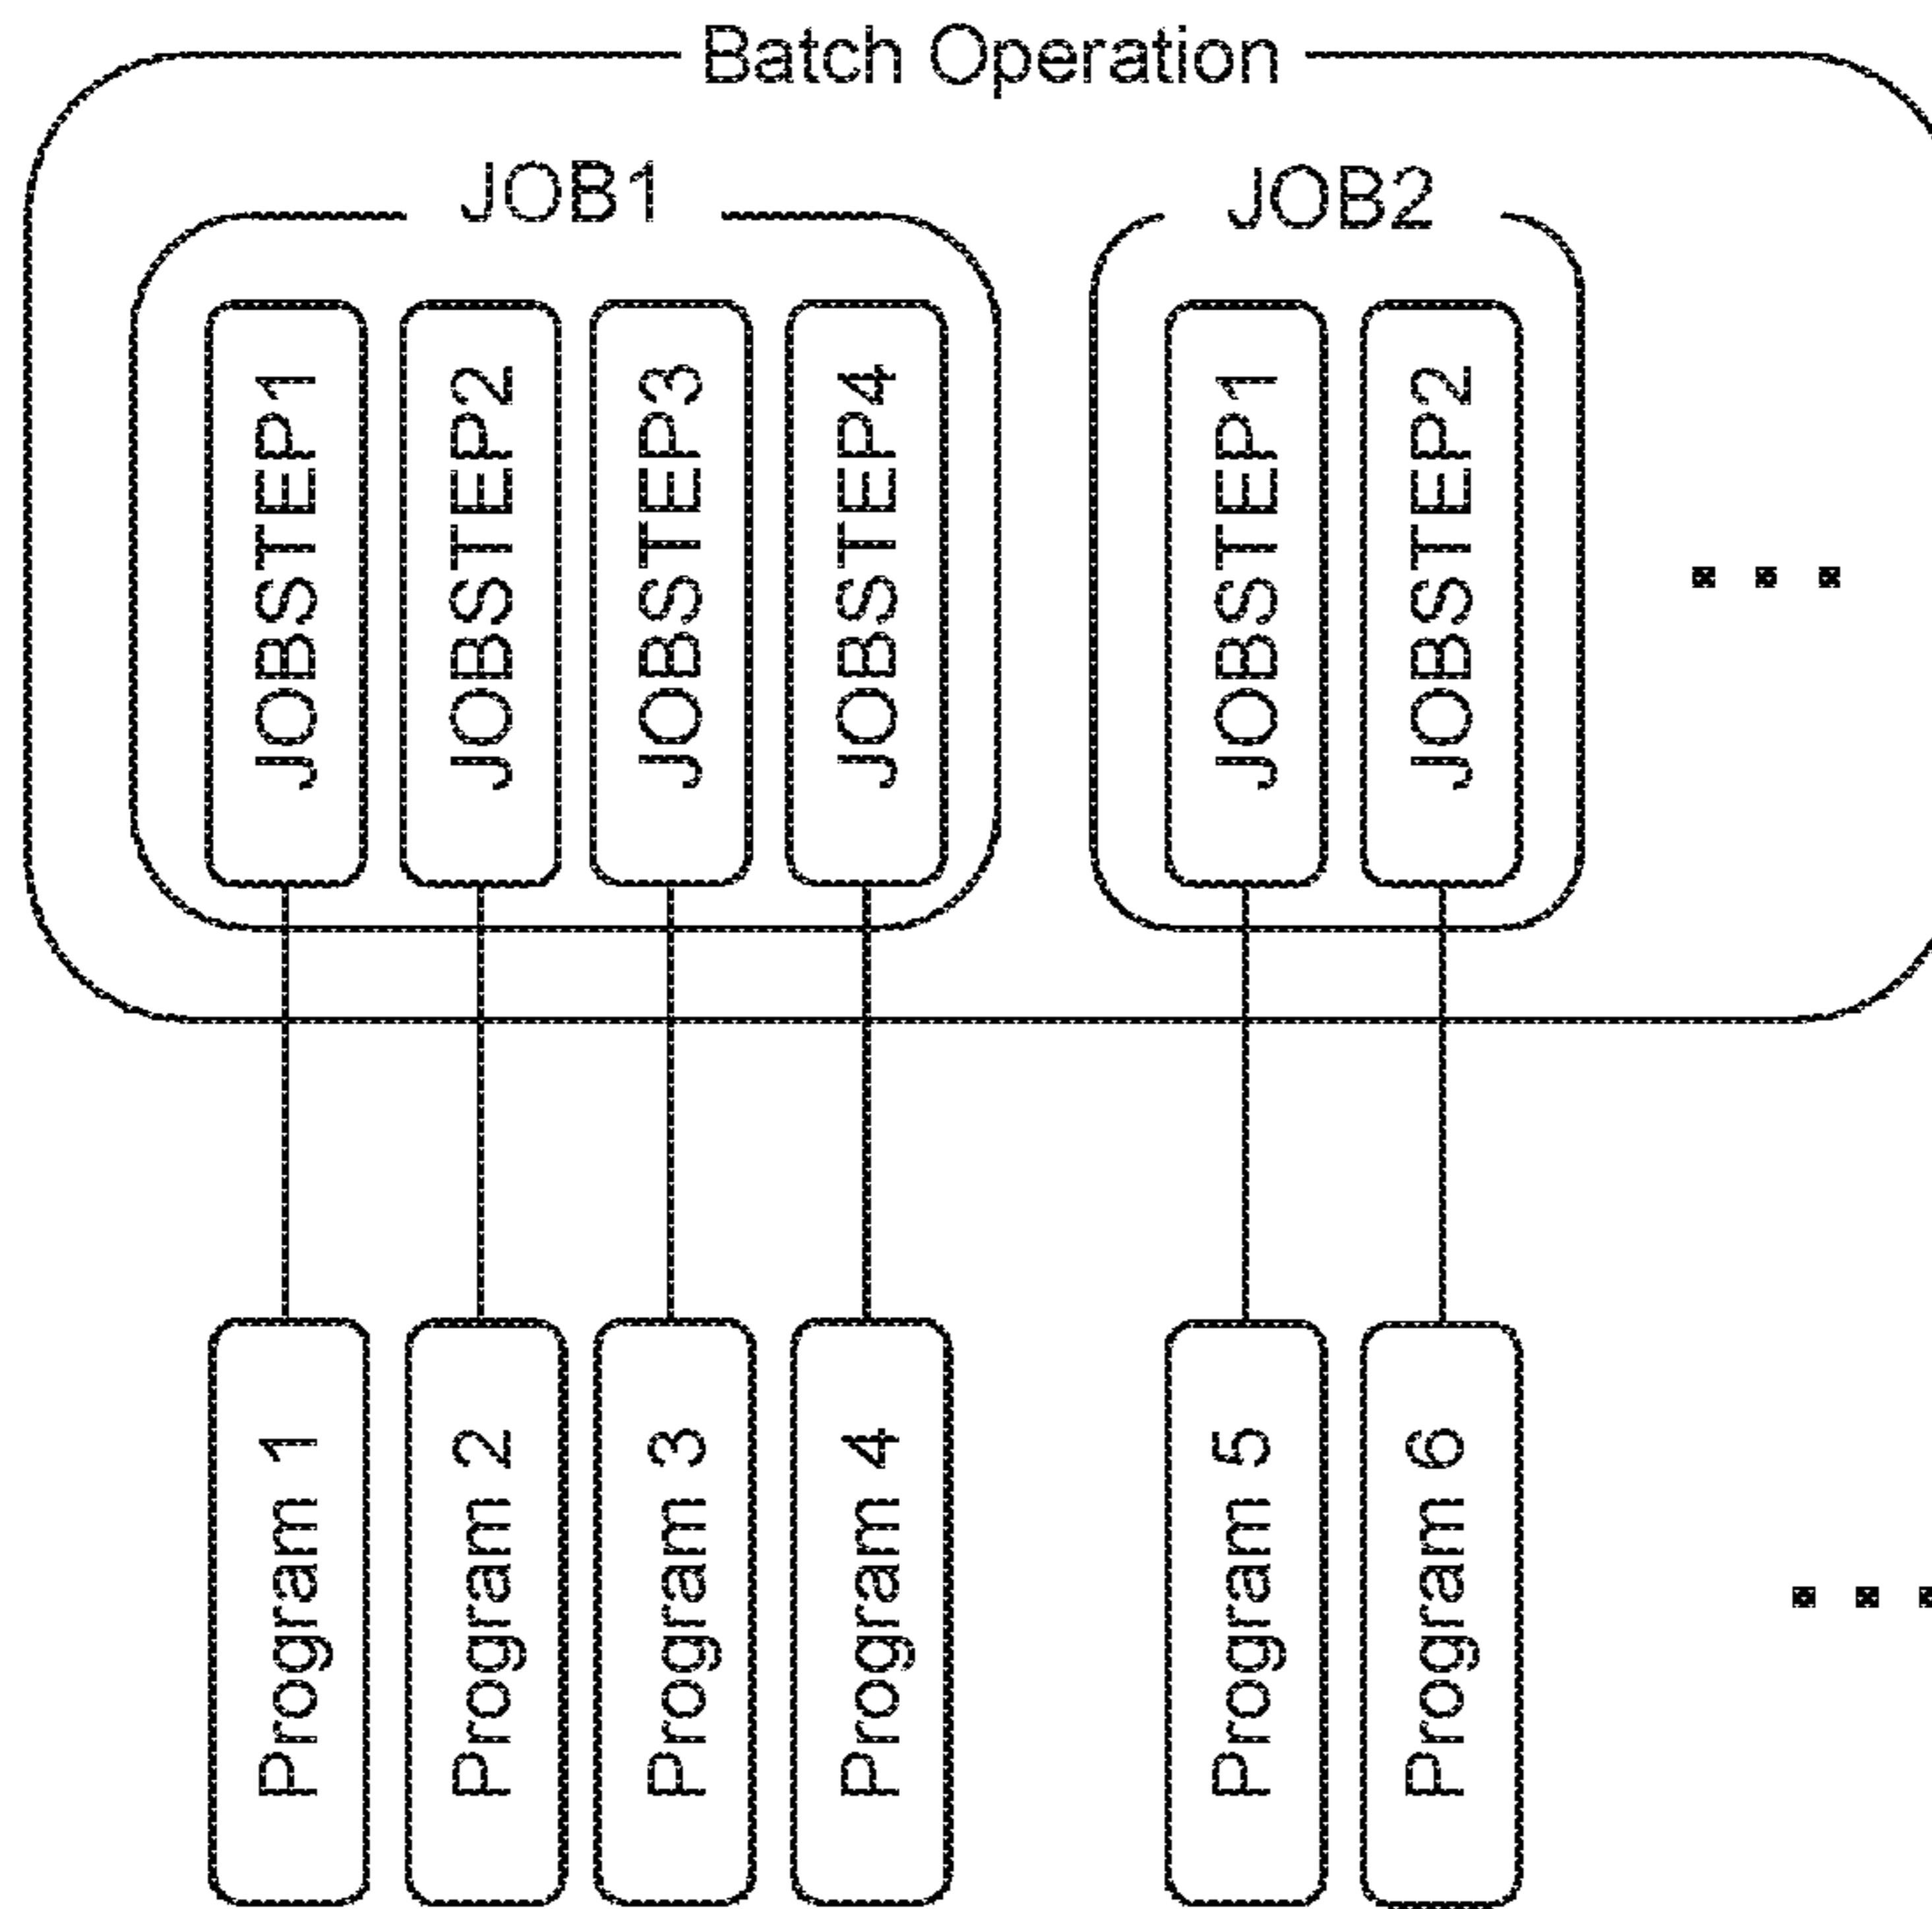 Batch Operation
JOB1
JOB2
JOBSTEP1
JOBSTEP2
JOBSTEP3
JOBSTEP4
JOBSTEP1
JOBSTEP2
...
Program 1
Program 2
Program 3
Program 4
Program 5
Program 6
...